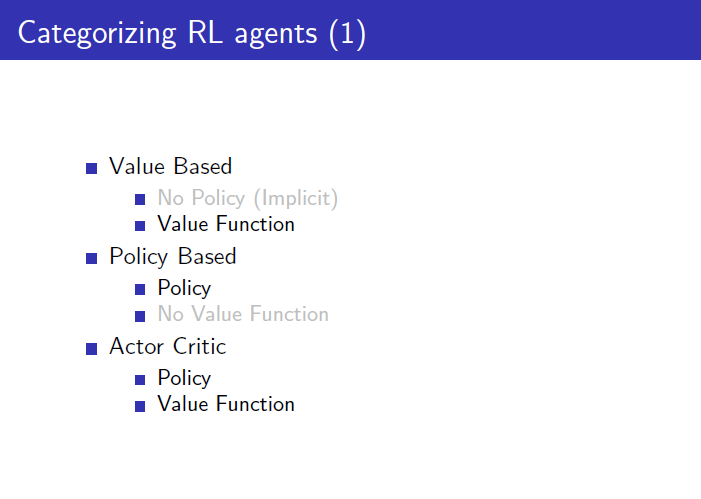 Categorizing RL agents (1)
Value Based
No Policy (Implicit)
Value Function
Policy Based
Policy
No Value Function
Actor Critic
Policy
Value Function